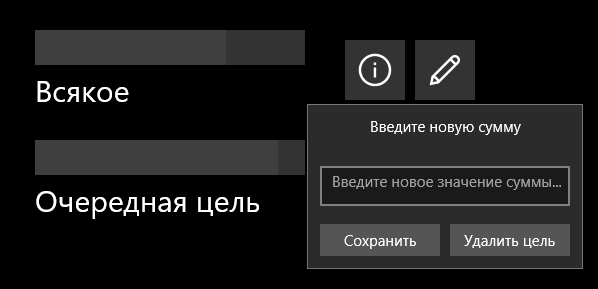 Всякое
Введите новую сумму
Введите новое значение суммы...
Очередная цель
Сохранить
Удалить цель